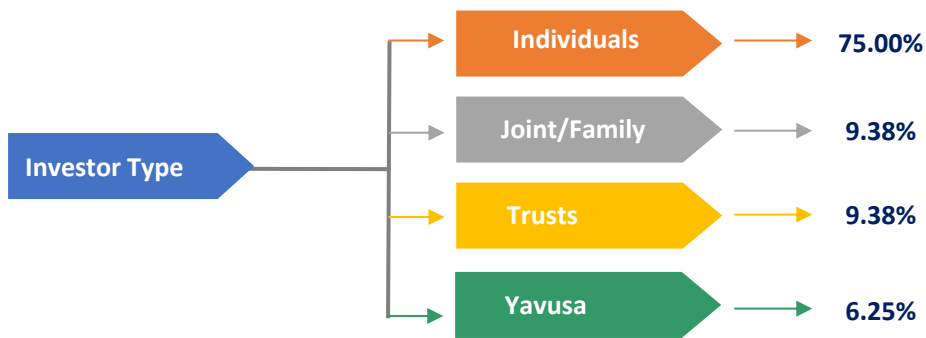 Investor Type
Individuals
75.00%
Joint/Family
9.38%
Trusts
9.38%
Yavusa
6.25%